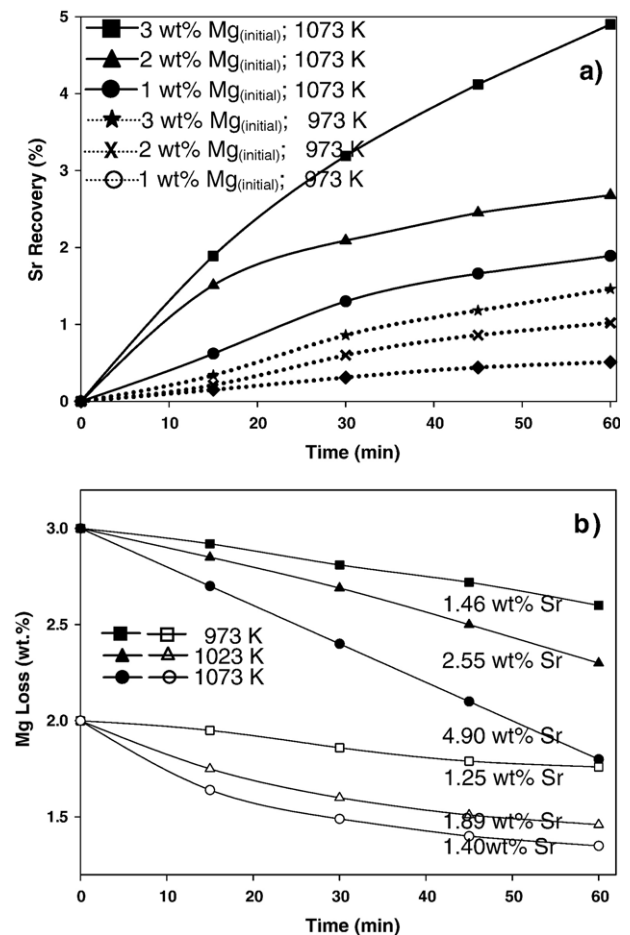 5
4
3
2
1
0
Sr Recovery (%)
3 wt% Mg(initial); 1073 K
2 wt% Mg(initial); 1073 K
1 wt% Mg(initial); 1073 K
3 wt% Mg(initial); 973 K
2 wt% Mg(initial); 973 K
1 wt% Mg(initial); 973 K
a)
0 10 20 30 40 50 60
Time (min)
b)
3.0
2.5
2.0
1.5
Mg Loss (wt.%)
973 K
1023 K
1073 K
1.46 wt% Sr
2.55 wt% Sr
4.90 wt% Sr
1.25 wt% Sr
1.89 wt% Sr
1.40wt% Sr
0 10 20 30 40 50 60
Time (min)